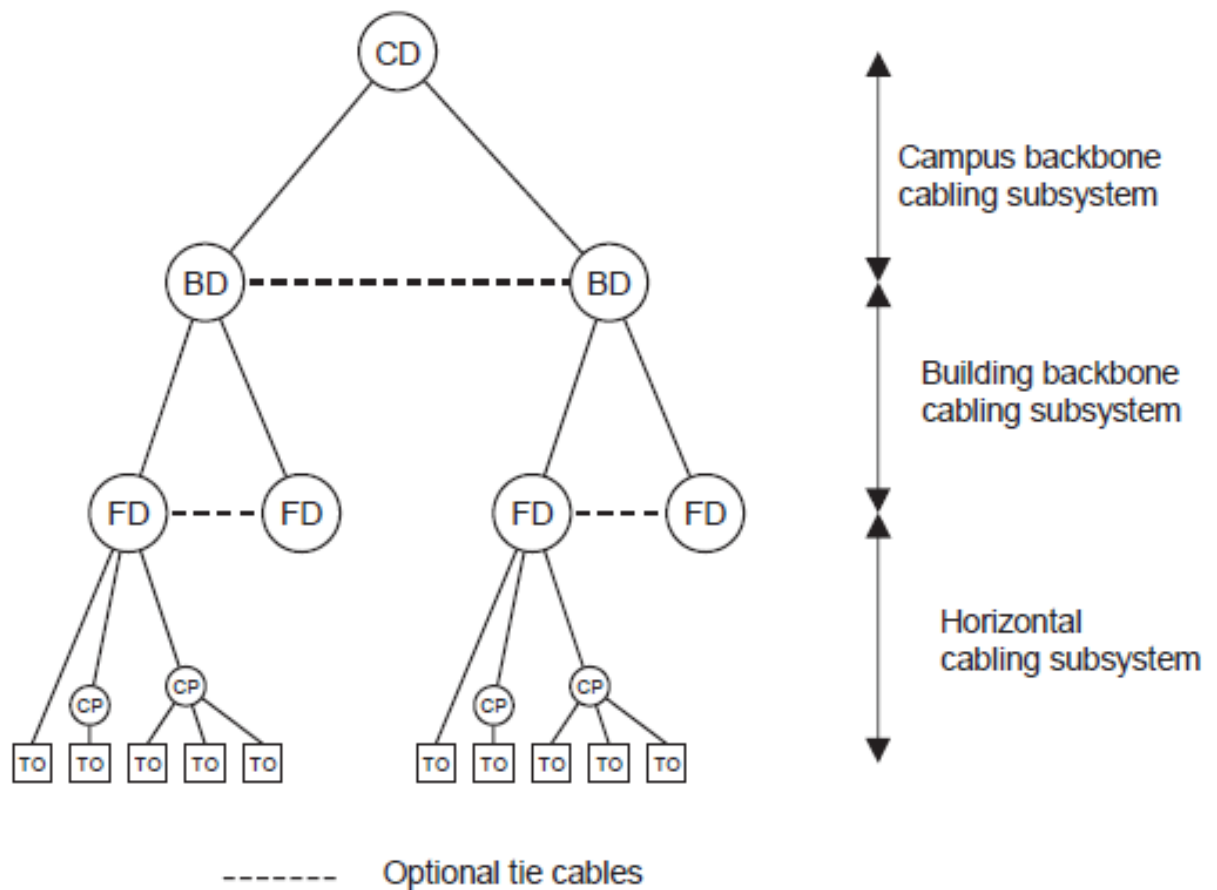 CD
Campus backbone
cabling subsystem
BD BD
Building backbone
cabling subsystem
FD FD FD FD
Horizontal
cabling subsystem
CP CP CP CP
TO TO TO TO TO TO TO TO TO TO
Optional tie cables